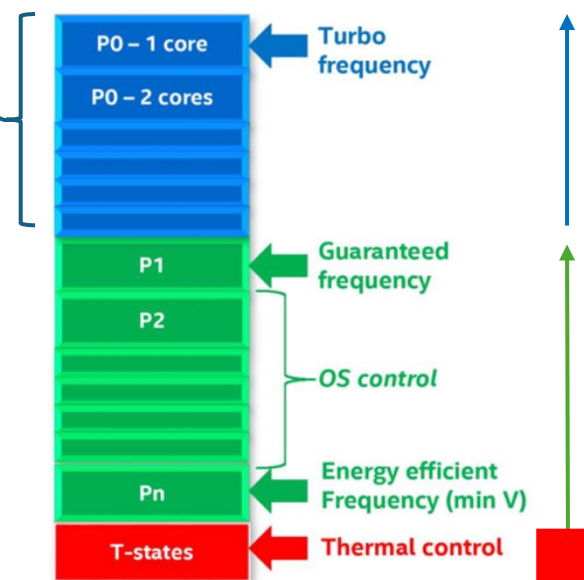 P0 – 1 core
Turbo
frequency
P0 – 2 cores
P1
Guaranteed
frequency
P2
OS control
Pn
Energy efficient
Frequency (min V)
T-states
Thermal control